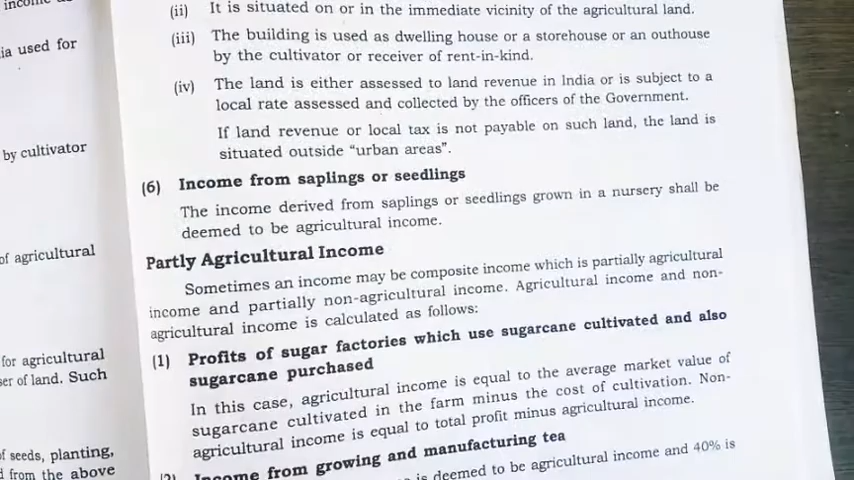 income
ia used for
by cultivator
of agricultural
for agricultural
ser of land. Such
of seeds, planting,
from the above
(ii) It is situated on or in the immediate vicinity of the agricultural land.
(iii) The building is used as dwelling house or a storehouse or an outhouse
by the cultivator or receiver of rent-in-kind.
(iv) The land is either assessed to land revenue in India or is subject to a
local rate assessed and collected by the officers of the Government.
If land revenue or local tax is not payable on such land, the land is
situated outside “urban areas”.
(6) Income from saplings or seedlings
The income derived from saplings or seedlings grown in a nursery shall be
deemed to be agricultural income.
Partly Agricultural Income
Sometimes an income may be composite income which is partially agricultural
income and partially non-agricultural income. Agricultural income and non-
agricultural income is calculated as follows:
(1) Profits of sugar factories which use sugarcane cultivated and also
sugarcane purchased
In this case, agricultural income is equal to the average market value of
sugarcane cultivated in the farm minus the cost of cultivation. Non-
agricultural income is equal to total profit minus agricultural income.
(2) Income from growing and manufacturing tea
is deemed to be agricultural income and 40% is